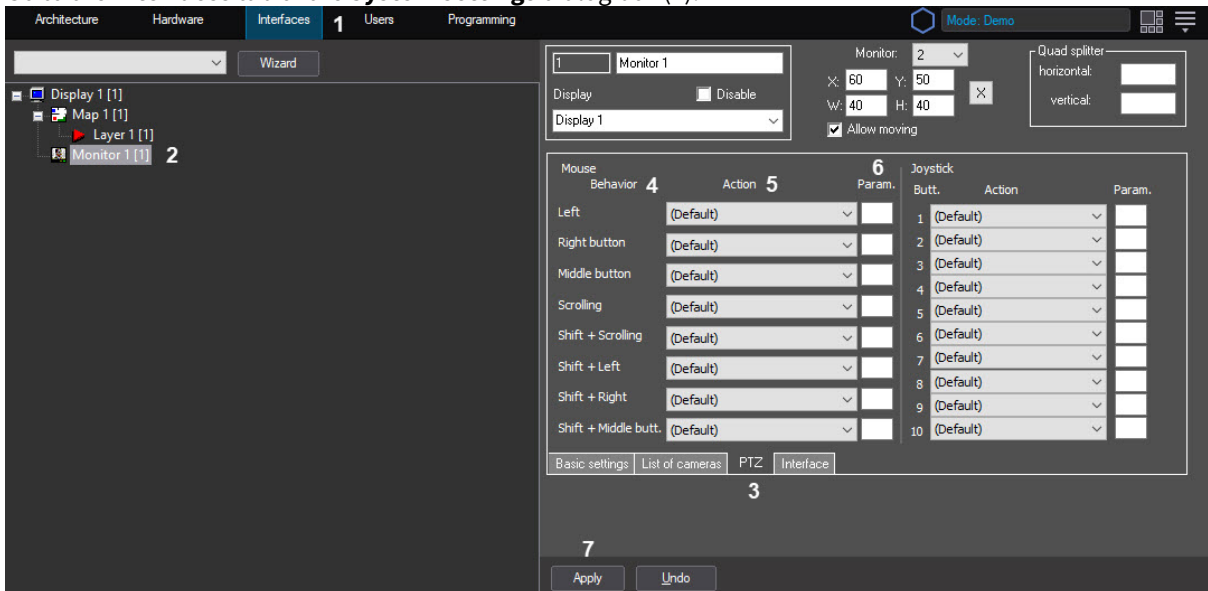 Architecture Hardware Interfaces 1 Users Programming Mode: Demo
Wizard
Display 1 [1]
Map 1 [1]
Layer 1 [1]
Monitor 1 [1] 2
1 Monitor 1
Display Disable
Display 1
Monitor: 2
X: 60 Y: 50 X
W: 40 H: 40
Allow moving
Quad splitter
horizontal:
vertical:
Mouse
Behavior 4 Action 5 6 Param.
Left (Default)
Right button (Default)
Middle button (Default)
Scrolling (Default)
Shift + Scrolling (Default)
Shift + Left (Default)
Shift + Right (Default)
Shift + Middle butt. (Default)
Joystick
Butt. Action Param.
1 (Default)
2 (Default)
3 (Default)
4 (Default)
5 (Default)
6 (Default)
7 (Default)
8 (Default)
9 (Default)
10 (Default)
Basic settings List of cameras PTZ Interface
3
7
Apply Undo